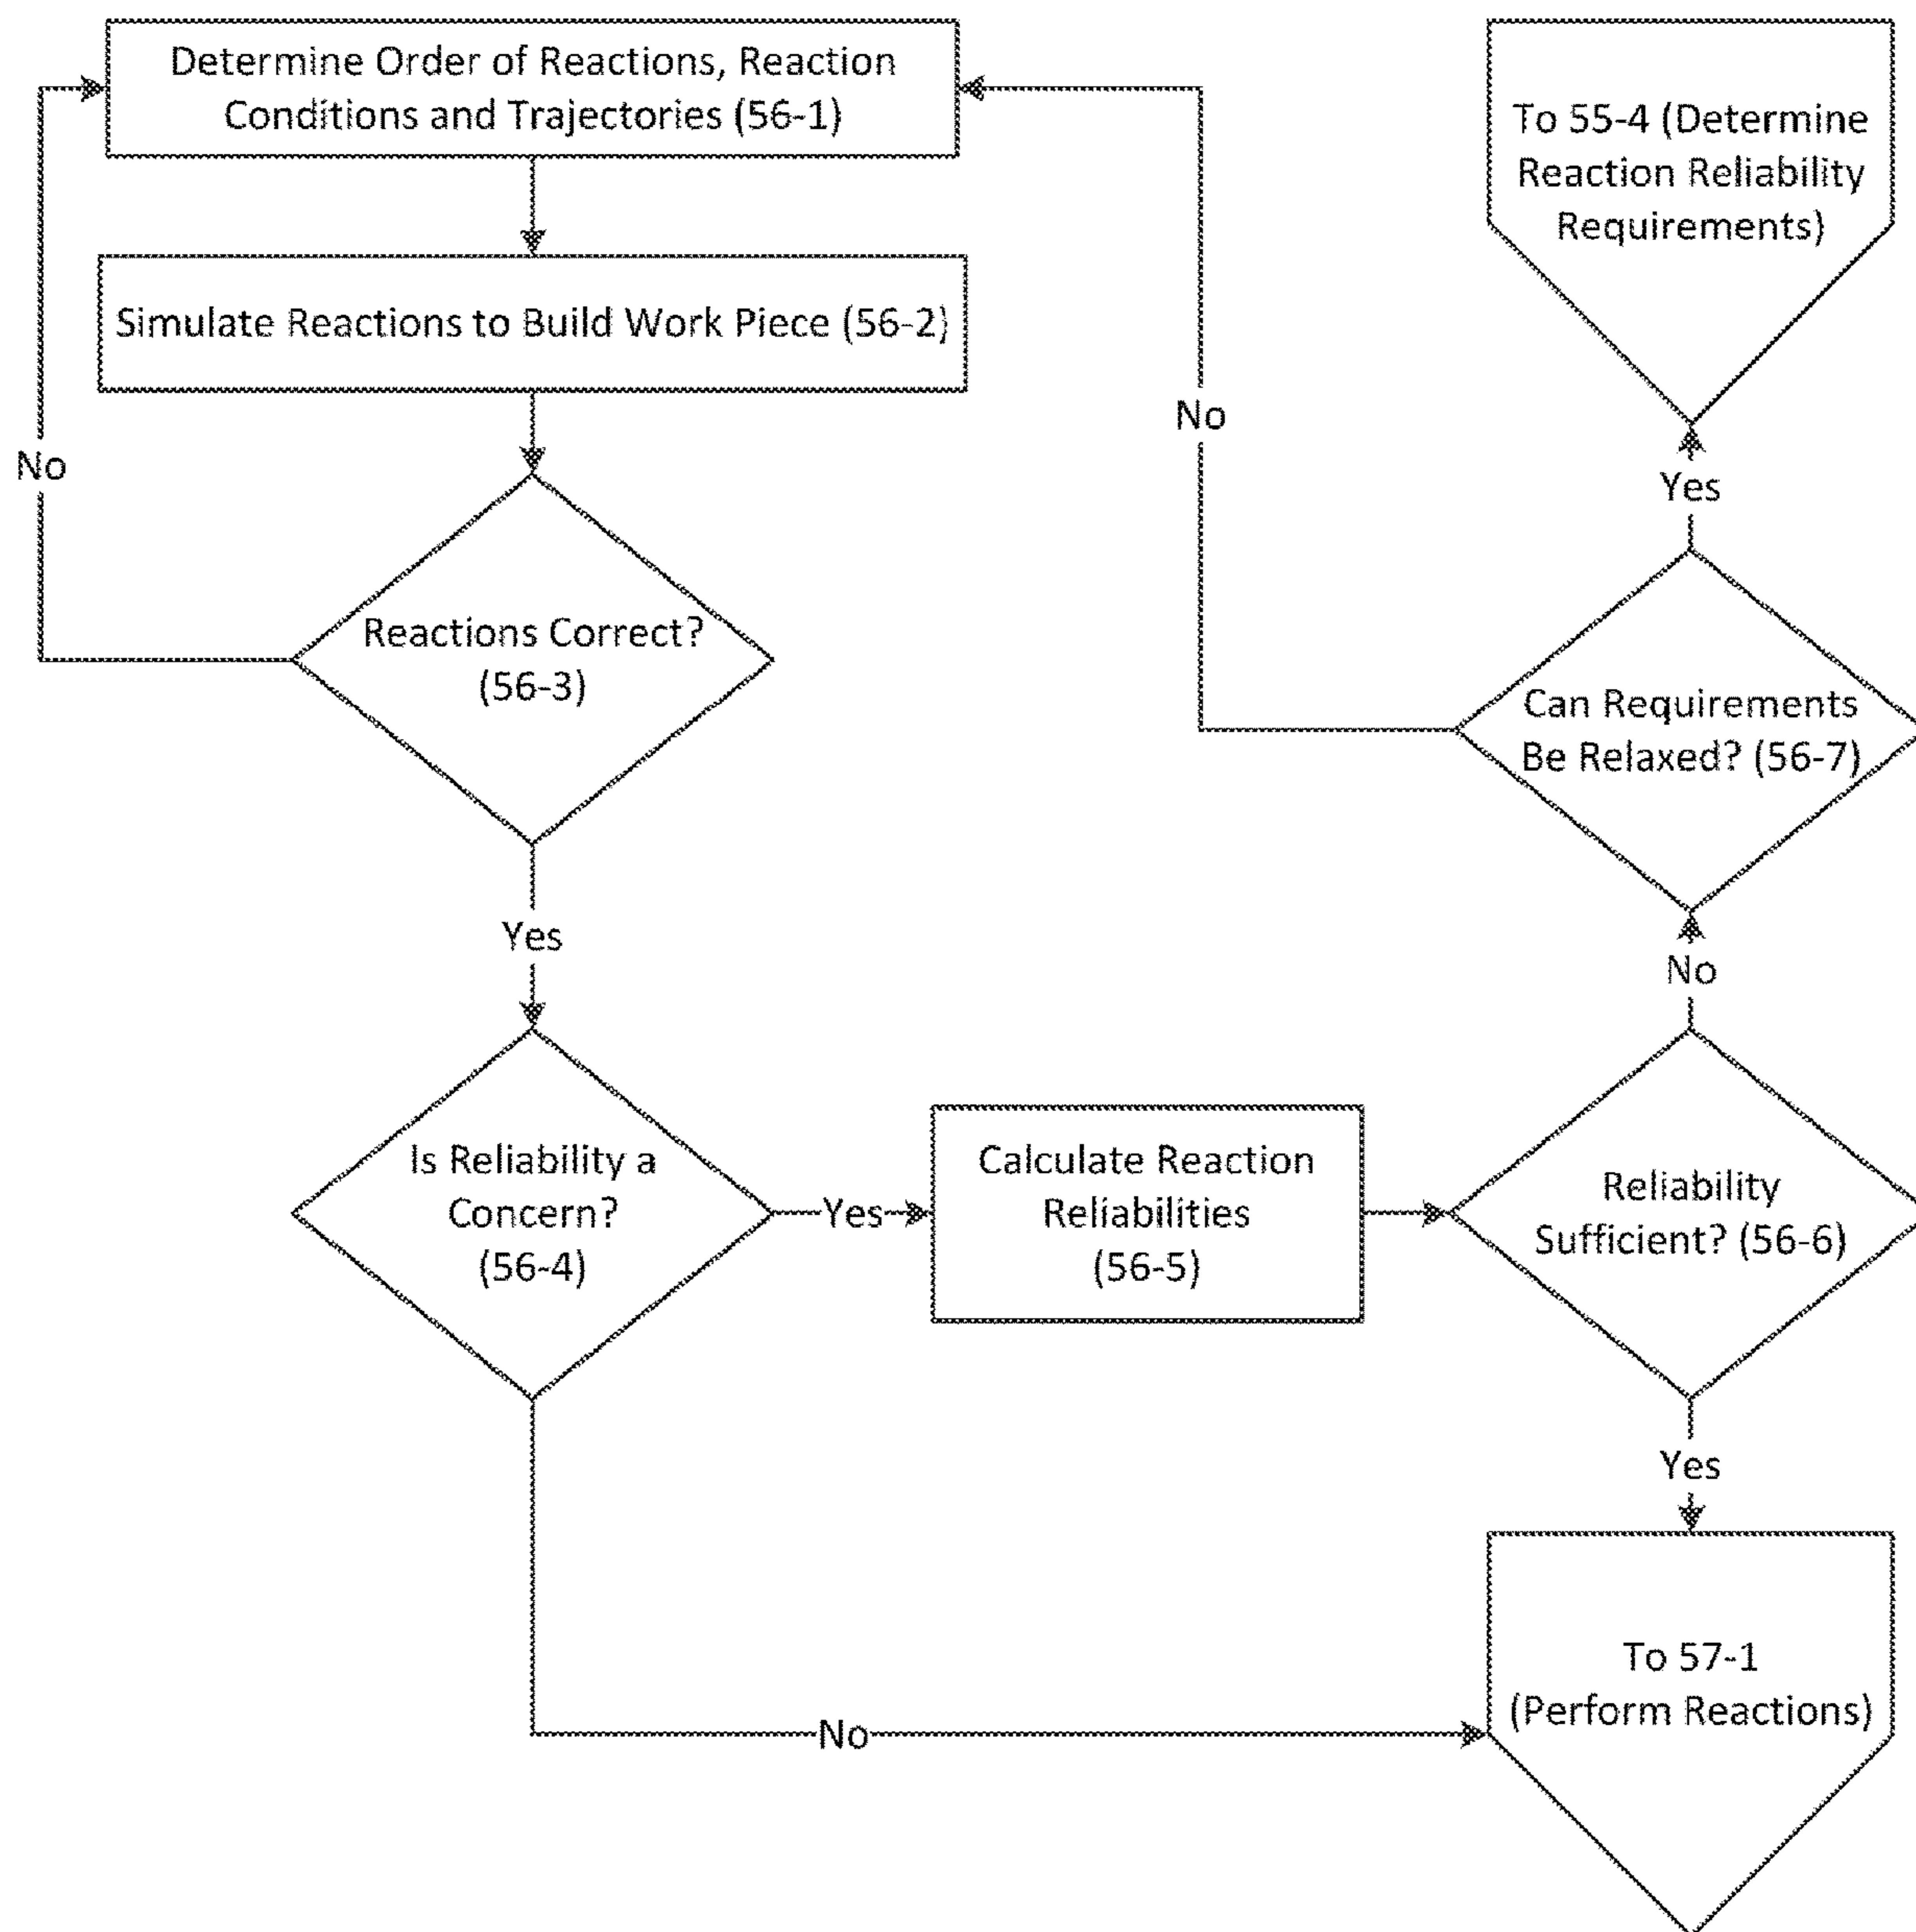 Determine Order of Reactions, Reaction
Conditions and Trajectories (56-1)
To 55-4 (Determine
Reaction Reliability
Requirements)
Simulate Reactions to Build Work Piece (56-2)
No
No
Yes
Reactions Correct?
(56-3)
Can Requirements
Be Relaxed? (56-7)
Yes
No
Is Reliability a
Concern?
(56-4)
Yes
Calculate Reaction
Reliabilities
(56-5)
Reliability
Sufficient? (56-6)
Yes
To 57-1
(Perform Reactions)
No